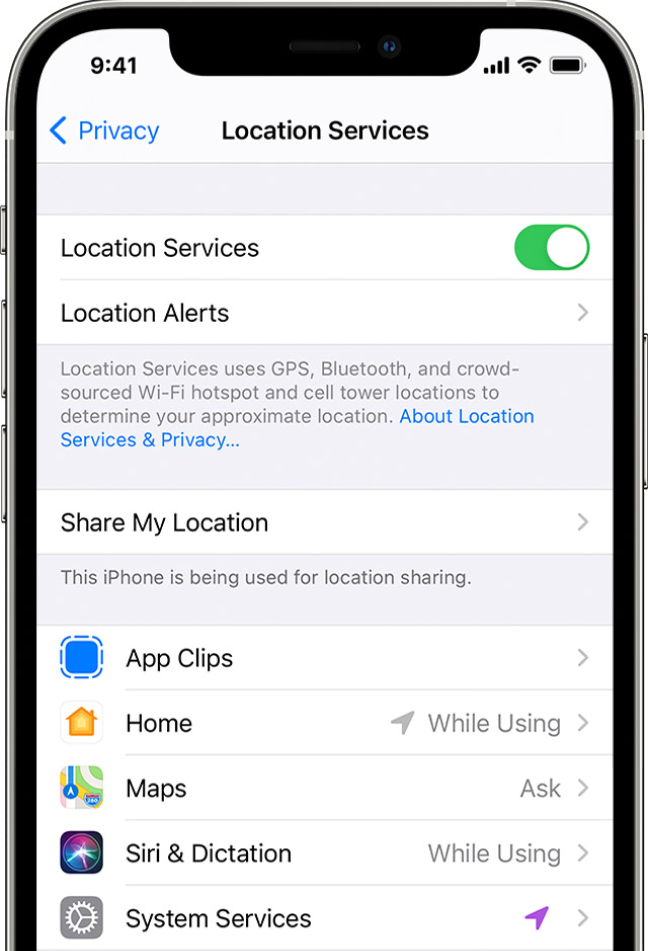 9:41
Privacy
Location Services
Location Services
Location Alerts
Location Services uses GPS, Bluetooth, and crowd-
sourced Wi-Fi hotspot and cell tower locations to
determine your approximate location. About Location
Services & Privacy...
Share My Location
This iPhone is being used for location sharing.
App Clips
Home While Using
Maps Ask
280
Siri & Dictation While Using
System Services